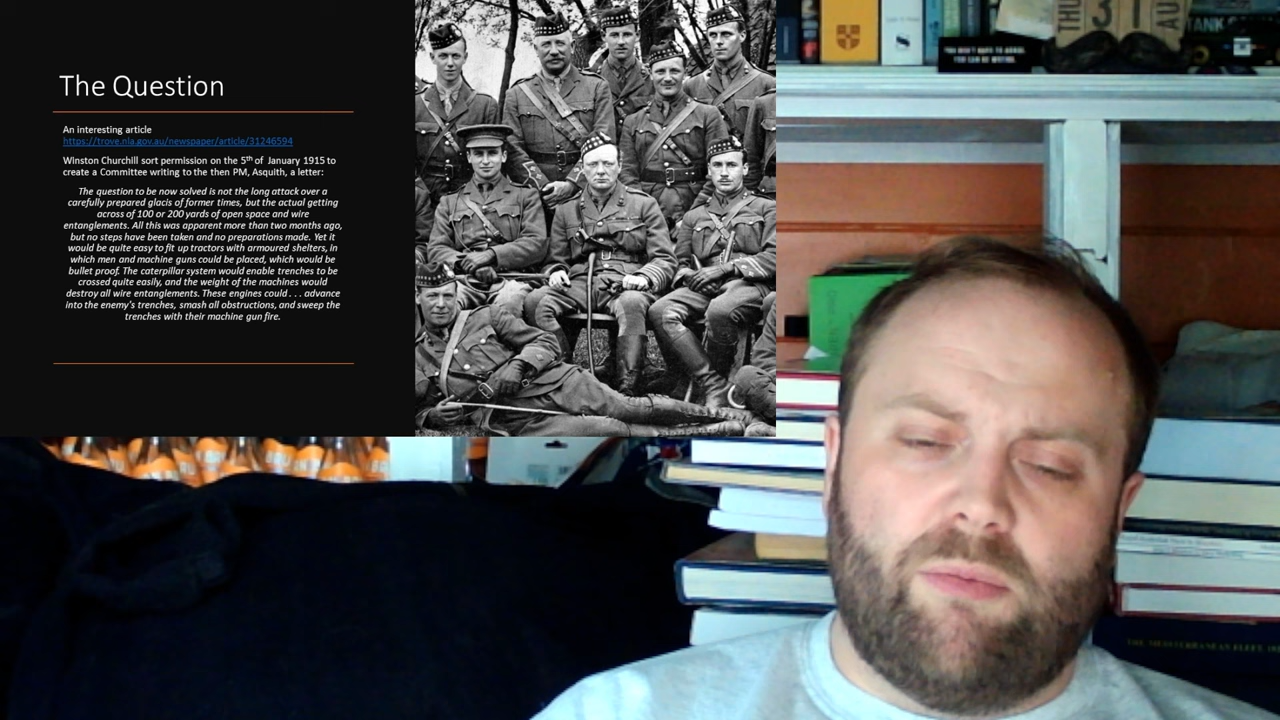 The Question
An interesting article
https://trove.nla.gov.au/newspaper/article/31246594
Winston Churchill sort permission on the 5th of January 1915 to
create a Committee writing to the then PM, Asquith, a letter:
The question to be now solved is not the long attack over a
carefully prepared glacis of former times, but the actual getting
across of 100 or 200 yards of open space and wire
entanglements. All this was apparent more than two months ago,
but no steps have been taken and no preparations made. Yet it
would be quite easy to fit up tractors with armoured shelters, in
which men and machine guns could be placed, which would be
bullet proof. The caterpillar system would enable trenches to be
crossed quite easily, and the weight of the machines would
destroy all wire entanglements. These engines could . . . advance
into the enemy's trenches, smash all obstructions, and sweep the
trenches with their machine gun fire.
THU
31
AU
TANK
THE MEDITERRANEAN FLEET